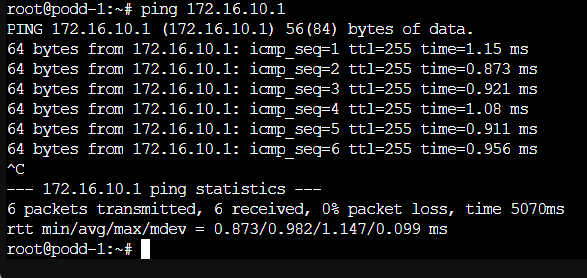 root@podd-1:~# ping 172.16.10.1
PING 172.16.10.1 (172.16.10.1) 56(84) bytes of data.
64 bytes from 172.16.10.1: icmp_seq=1 ttl=255 time=1.15 ms
64 bytes from 172.16.10.1: icmp_seq=2 ttl=255 time=0.873 ms
64 bytes from 172.16.10.1: icmp_seq=3 ttl=255 time=0.921 ms
64 bytes from 172.16.10.1: icmp_seq=4 ttl=255 time=1.08 ms
64 bytes from 172.16.10.1: icmp_seq=5 ttl=255 time=0.911 ms
64 bytes from 172.16.10.1: icmp_seq=6 ttl=255 time=0.956 ms
^C
--- 172.16.10.1 ping statistics ---
6 packets transmitted, 6 received, 0% packet loss, time 5070ms
rtt min/avg/max/mdev = 0.873/0.982/1.147/0.099 ms
root@podd-1:~#